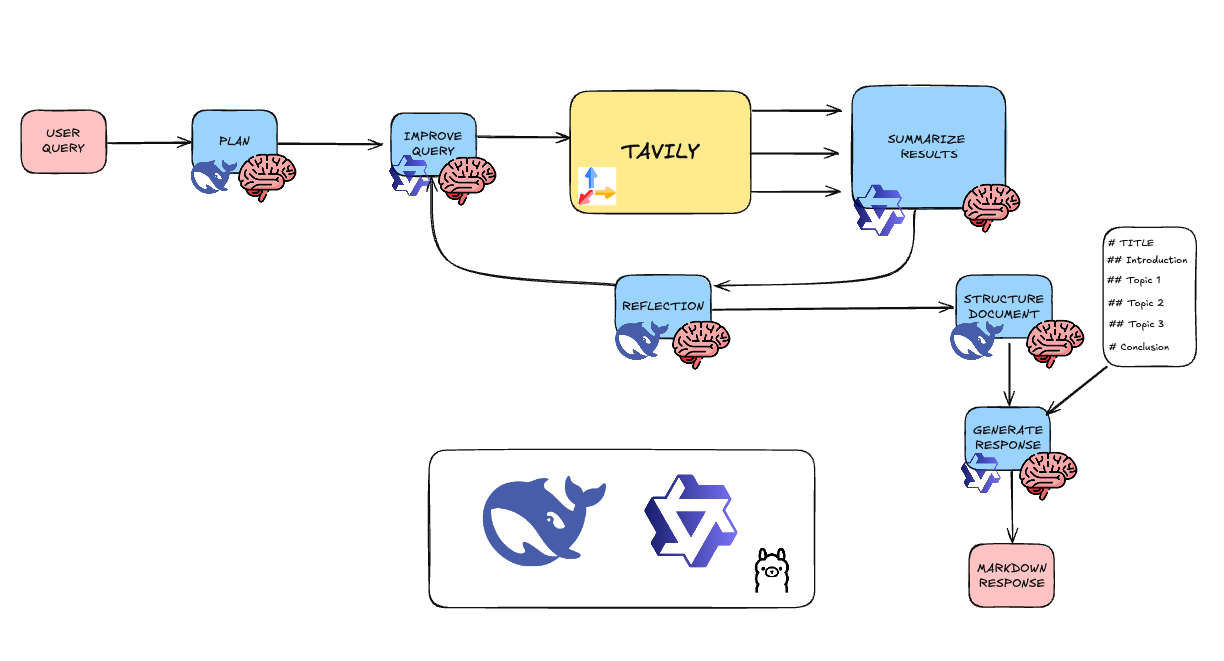 USER
QUERY
PLAN
IMPROVE
QUERY
TAVILY
SUMMARIZE
RESULTS
REFLECTION
STRUCTURE
DOCUMENT
# TITLE
## Introduction
## Topic 1
## Topic 2
## Topic 3
# Conclusion
GENERATE
RESPONSE
MARKDOWN
RESPONSE